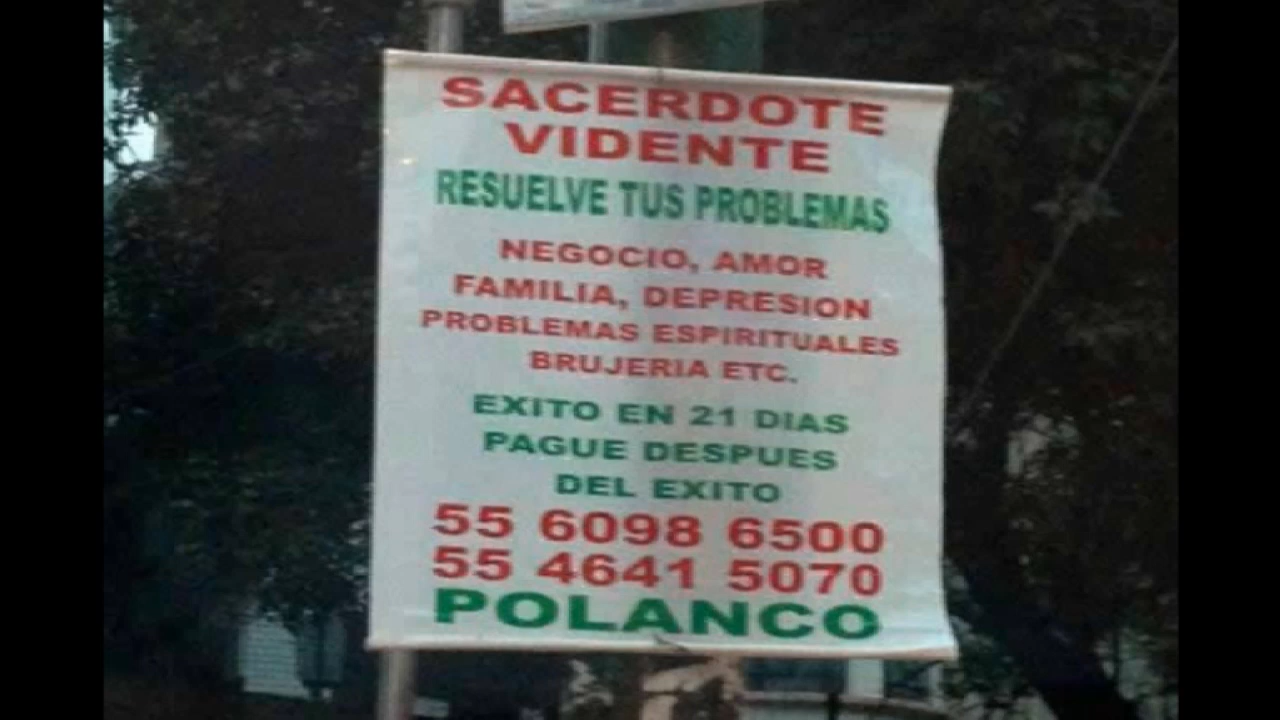 SACERDOTE
VIDENTE
RESUELVE TUS PROBLEMAS
NEGOCIO, AMOR
FAMILIA, DEPRESION
PROBLEMAS ESPIRITUALES
BRUJERIA ETC.
EXITO EN 21 DIAS
PAGUE DESPUES
DEL EXITO
55 6098 6500
55 4641 5070
POLANCO